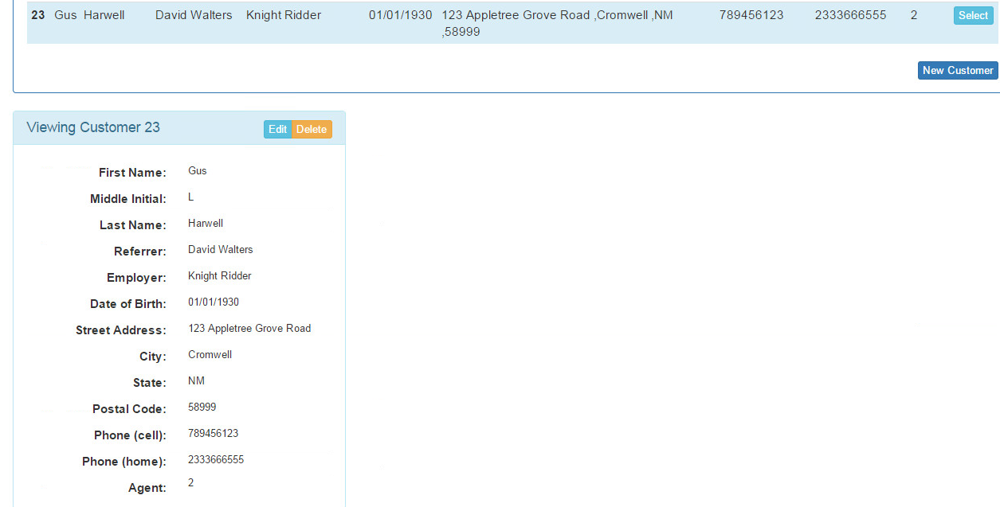 23 Gus Harwell David Walters Knight Ridder 01/01/1930 123 Appletree Grove Road ,Cromwell ,NM 789456123 2333666555 2 Select
,58999
New Customer
Viewing Customer 23 Edit Delete
First Name: Gus
Middle Initial: L
Last Name: Harwell
Referrer: David Walters
Employer: Knight Ridder
Date of Birth: 01/01/1930
Street Address: 123 Appletree Grove Road
City: Cromwell
State: NM
Postal Code: 58999
Phone (cell): 789456123
Phone (home): 2333666555
Agent: 2